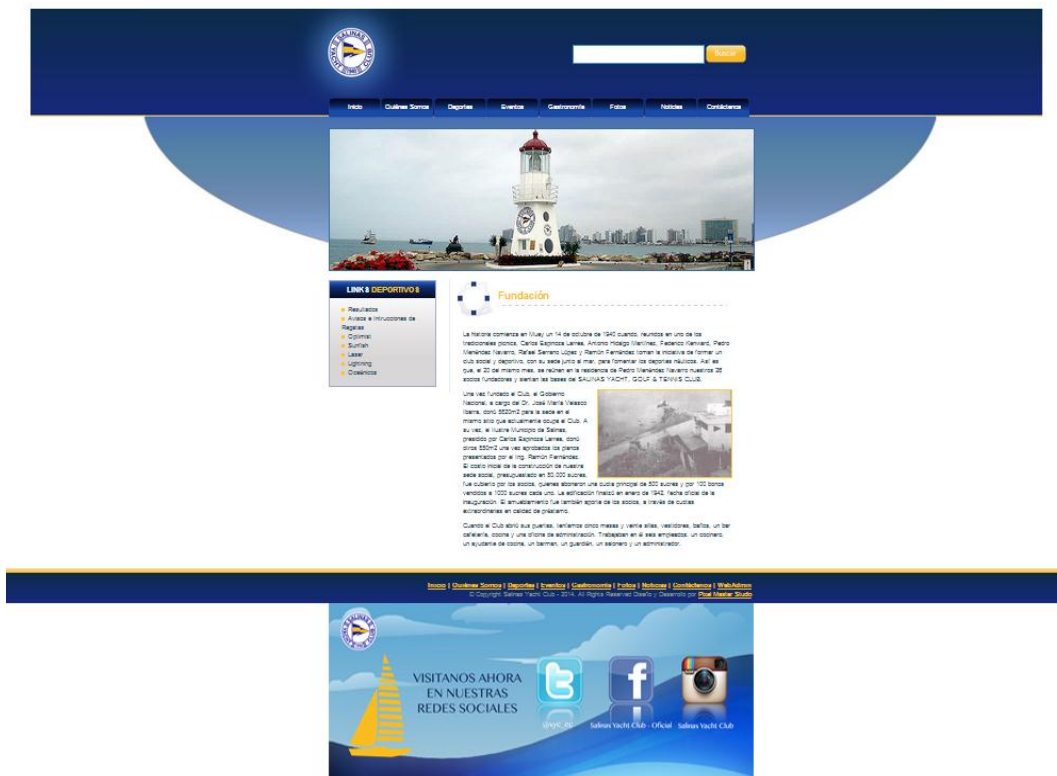 SALINAS YACHT CLUB
Buscar
Inicio Quiénes Somos Deportes Eventos Gastronomía Fotos Noticias Contáctenos
LINKS DEPORTIVOS
Resultados
Avisos e Intrucciones de
Regatas
Optimist
Sunfish
Laser
Lightning
Oceánicos
Fundación
La historia comienza en Muey un 14 de octubre de 1940 cuando, reunidos en uno de los
tradicionales picnics, Carlos Espinoza Larrea, Antonio Hidalgo Martínez, Federico Kenward, Pedro
Menéndez Navarro, Rafael Serrano López y Ramón Fernández toman la iniciativa de formar un
club social y deportivo, con su sede junto al mar, para fomentar los deportes náuticos. Así es
que, el 20 del mismo mes, se reúnen en la residencia de Pedro Menéndez Navarro nuestros 26
socios fundadores y sientan las bases del SALINAS YACHT, GOLF & TENNIS CLUB.
Una vez fundado el Club, el Gobierno
Nacional, a cargo del Dr. José María Velasco
Ibarra, donó 5520m2 para la sede en el
mismo sitio que actualmente ocupa el Club. A
su vez, el Ilustre Municipio de Salinas,
presidido por Carlos Espinoza Larrea, donó
otros 550m2 una vez aprobados los planos
presentados por el Ing. Ramón Fernández.
El costo inicial de la construcción de nuestra
sede social, presupuestado en 50.000 sucres,
fue cubierto por los socios, quienes abonaron una cuota principal de 500 sucres y por 100 bonos
vendidos a 1000 sucres cada uno. La edificación finalizó en enero de 1942, fecha oficial de la
inauguración. El amueblamiento fue también aporte de los socios, a través de cuotas
extraordinarias en calidad de préstamo.
Cuando el Club abrió sus puertas, teníamos cinco mesas y veinte sillas, vestidores, baños, un bar
cafetería, cocina y una oficina de administración. Trabajaban en él seis empleados: un cocinero,
un ayudante de cocina, un barman, un guardián, un salonero y un administrador.
Inicio | Quiénes Somos | Deportes | Eventos | Gastronomía | Fotos | Noticias | Contáctenos | WebAdmin
© Copyright Salinas Yacht Club - 2014. All Rights Reserved Diseño y Desarrollo por Pixel Master Studio
SALINAS YACHT CLUB
VISITANOS AHORA
EN NUESTRAS
REDES SOCIALES
@syc_ec Salinas Yacht Club - Oficial Salinas Yacht Club